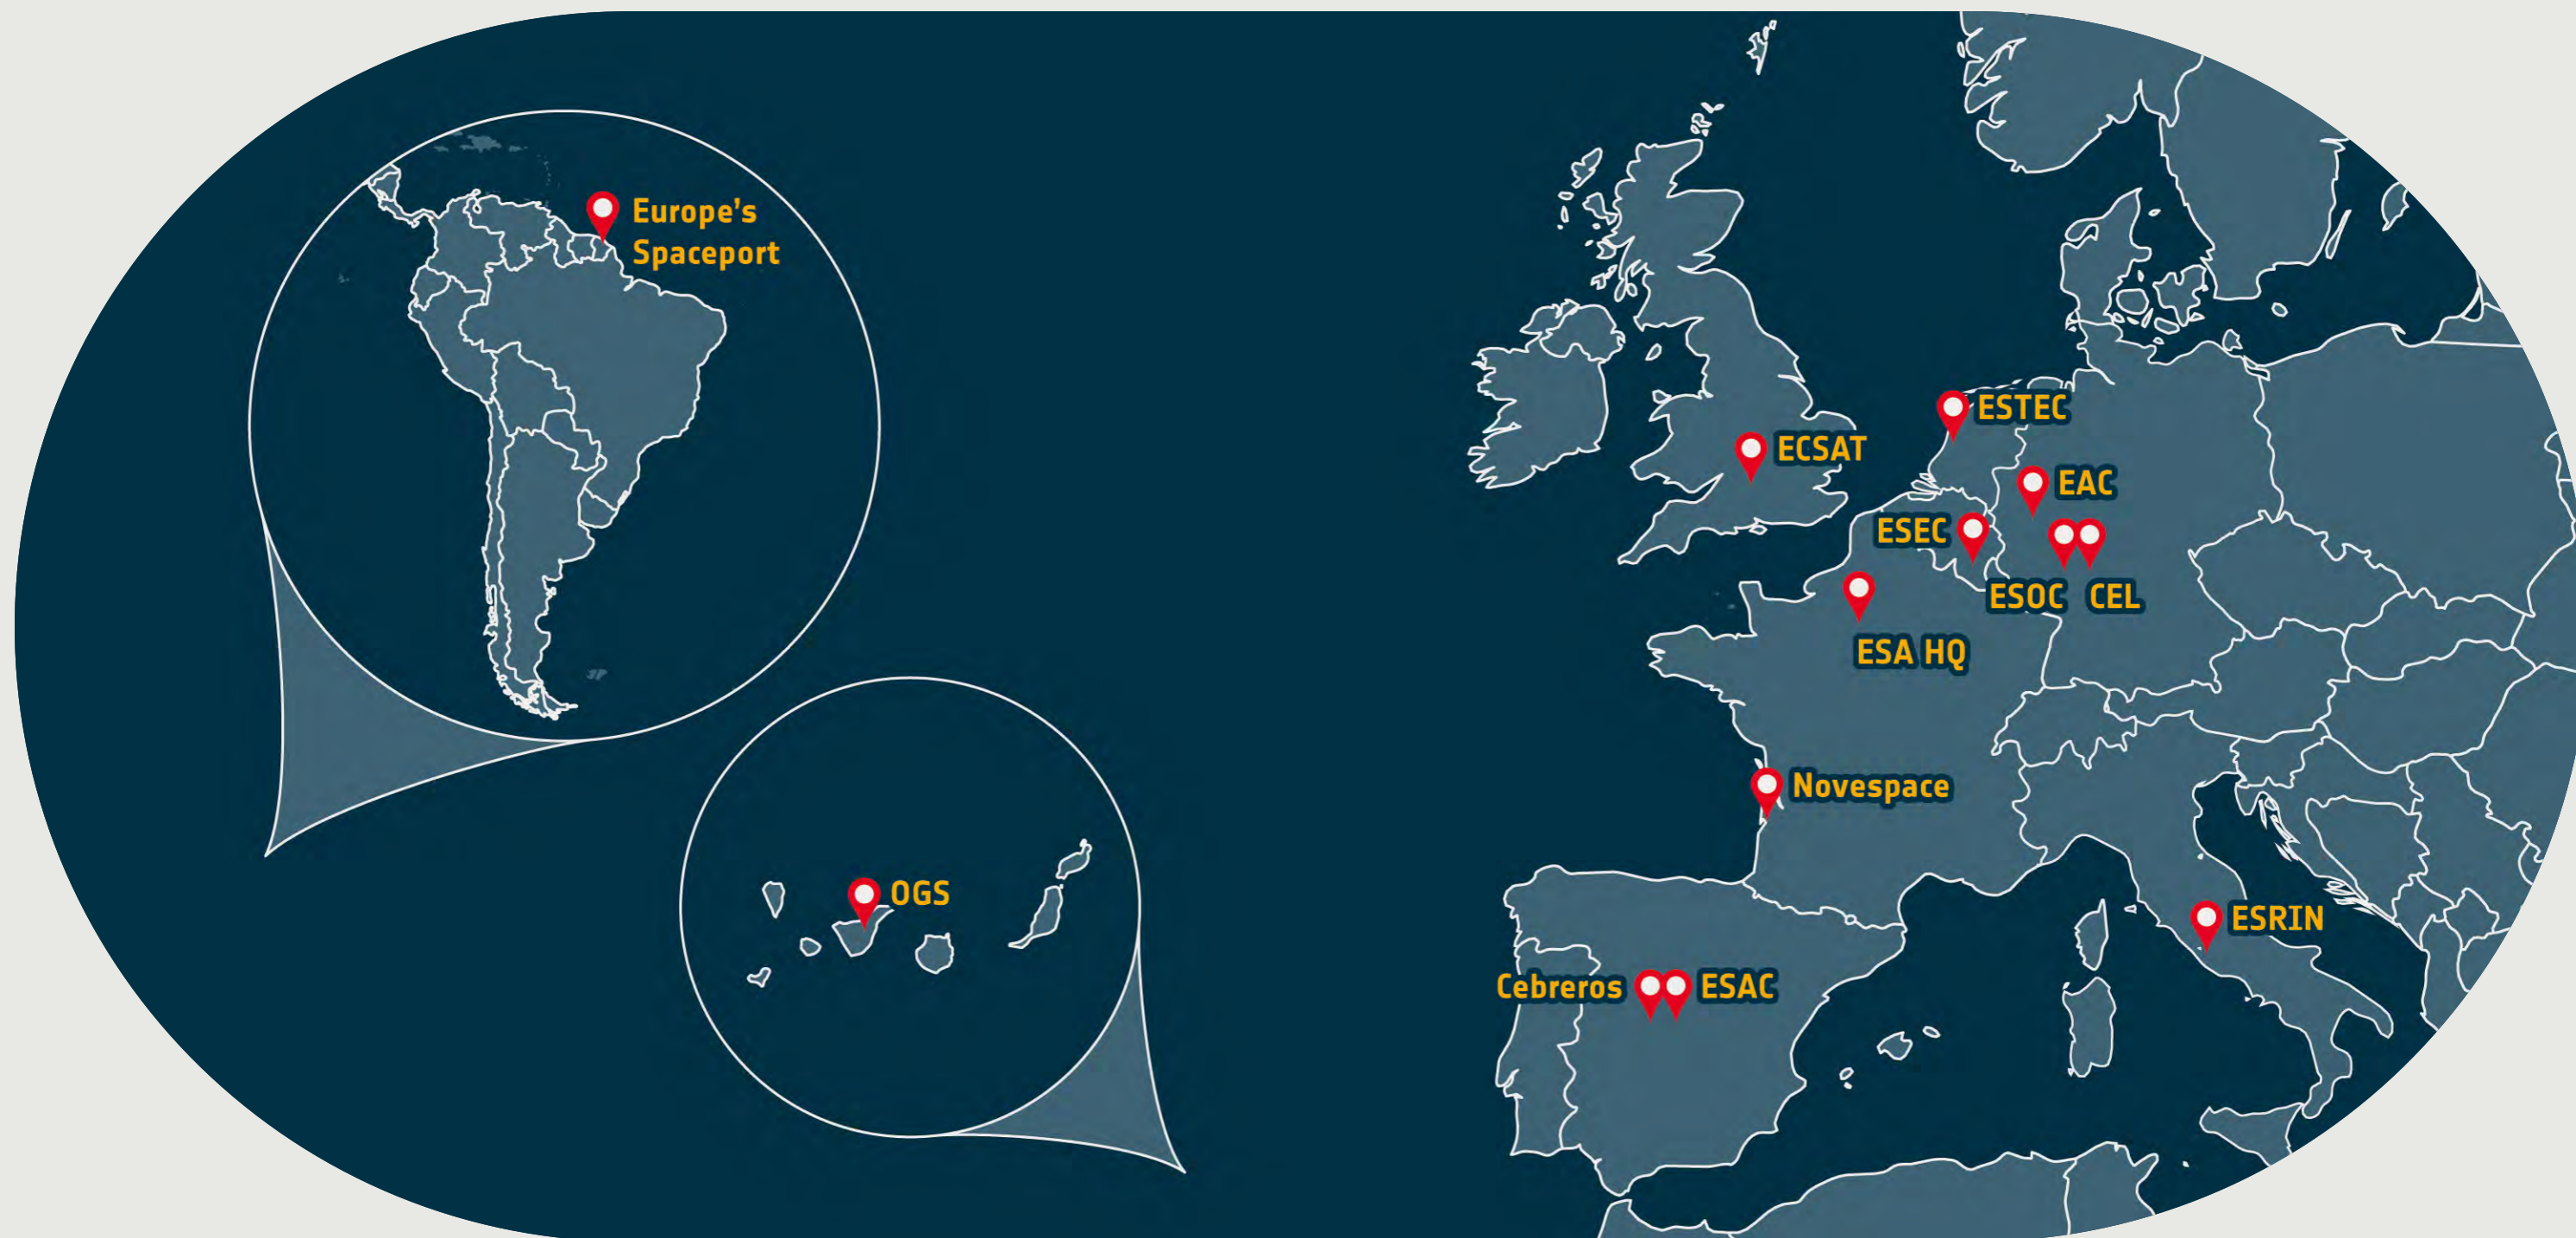 Europe's
Spaceport
ESTEC
ECSAT
EAC
ESEC
ESOC
CEL
ESA HQ
Novespace
OGS
ESRIN
Cebreros
ESAC